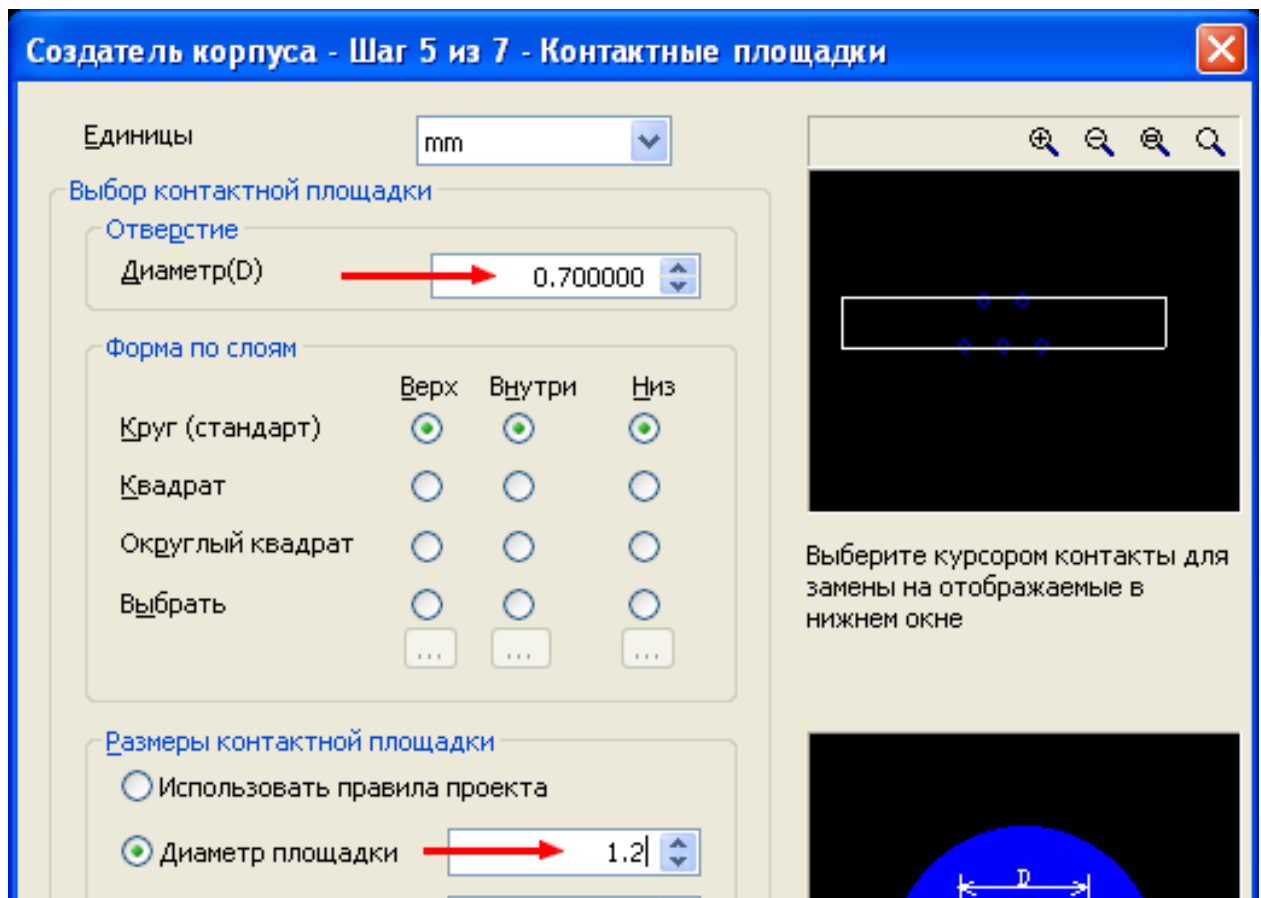 Создатель корпуса - Шаг 5 из 7 - Контактные площадки
Единицы
mm
Выбор контактной площадки
Отверстие
Диаметр(D)
0.700000
Форма по слоям
Верх Внутри Низ
Круг (стандарт)
Квадрат
Округлый квадрат
Выбрать
... ... ...
Размеры контактной площадки
Использовать правила проекта
Диаметр площадки
1.2
Выберите курсором контакты для
замены на отображаемые в
нижнем окне
D